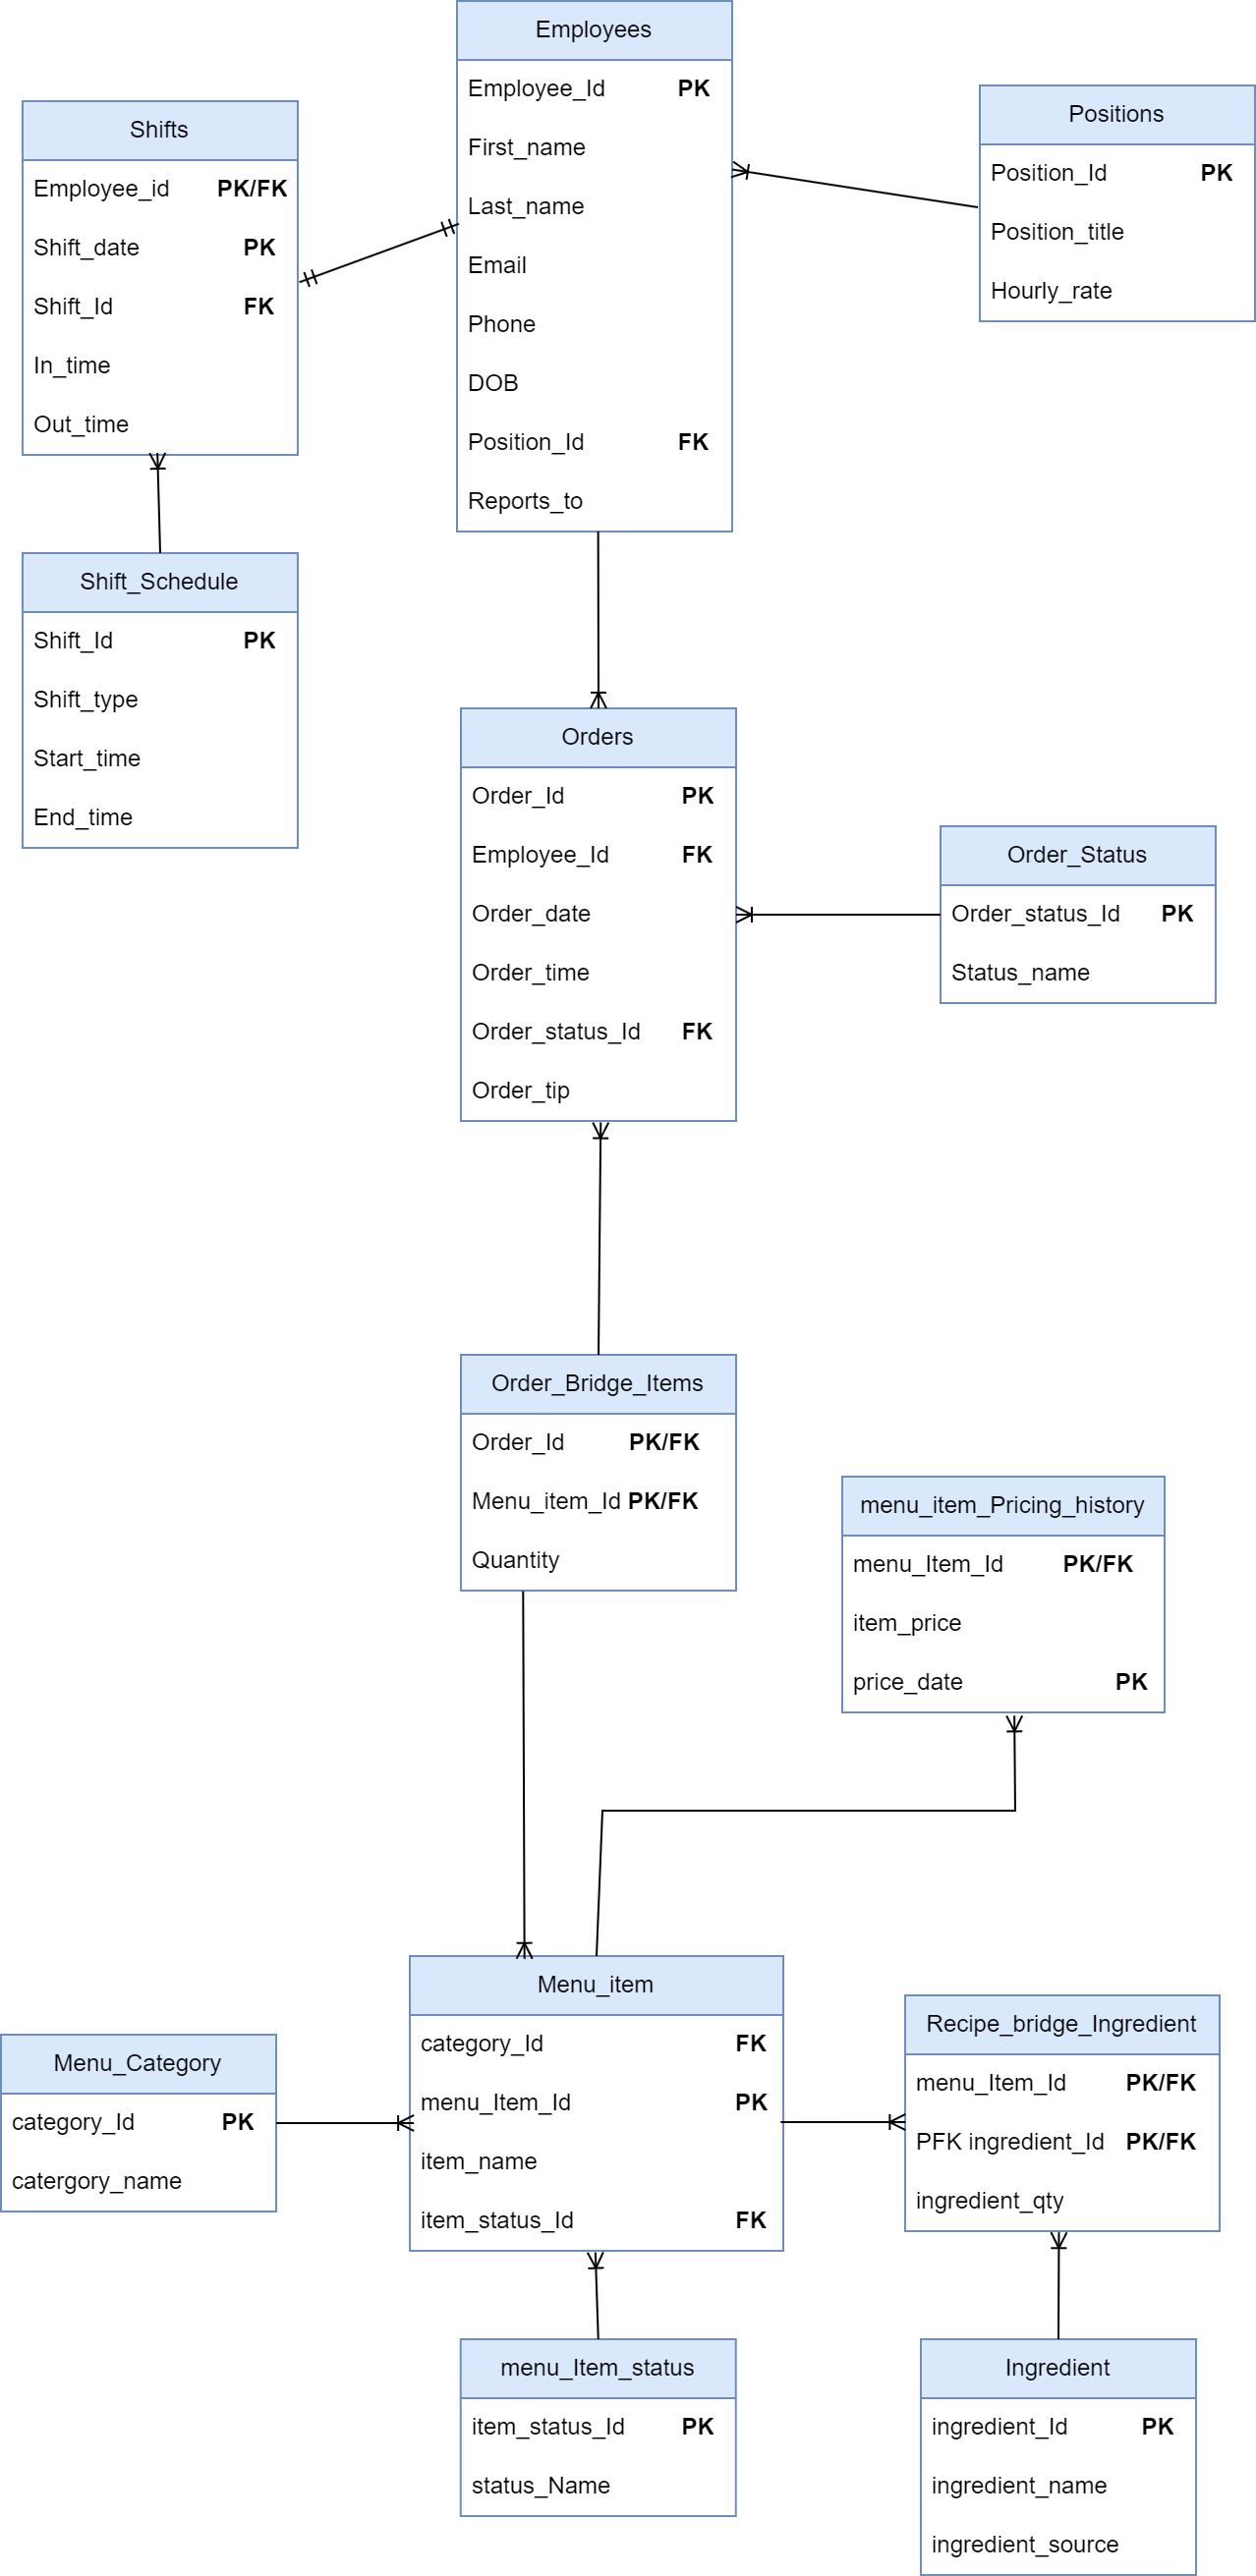 Employees
Employee_Id PK
First_name
Last_name
Email
Phone
DOB
Position_Id FK
Reports_to
Positions
Position_Id PK
Position_title
Hourly_rate
Shifts
Employee_id PK/FK
Shift_date PK
Shift_Id FK
In_time
Out_time
Shift_Schedule
Shift_Id PK
Shift_type
Start_time
End_time
Orders
Order_Id PK
Employee_Id FK
Order_date
Order_time
Order_status_Id FK
Order_tip
Order_Status
Order_status_Id PK
Status_name
Order_Bridge_Items
Order_Id PK/FK
Menu_item_Id PK/FK
Quantity
menu_item_Pricing_history
menu_Item_Id PK/FK
item_price
price_date PK
Menu_item
category_Id FK
menu_Item_Id PK
item_name
item_status_Id FK
Menu_Category
category_Id PK
catergory_name
Recipe_bridge_Ingredient
menu_Item_Id PK/FK
PFK ingredient_Id PK/FK
ingredient_qty
menu_Item_status
item_status_Id PK
status_Name
Ingredient
ingredient_Id PK
ingredient_name
ingredient_source